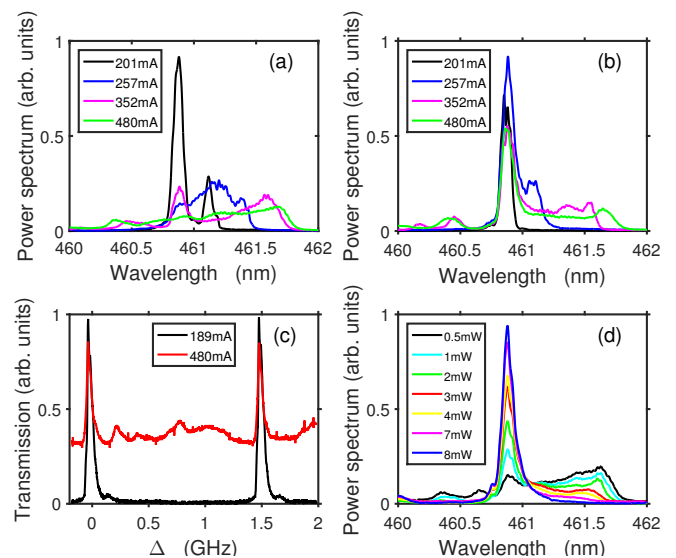 Power spectrum (arb. units)
1
0.5
0
460
460.5
461
461.5
462
Wavelength (nm)
(a)
201mA
257mA
352mA
480mA
Power spectrum (arb. units)
1
0.5
0
460
460.5
461
461.5
462
Wavelength (nm)
(b)
201mA
257mA
352mA
480mA
Transmission (arb. units)
1
0.5
0
0
0.5
1
1.5
2
Δ (GHz)
(c)
189mA
480mA
Power spectrum (arb. units)
1
0.5
0
460
460.5
461
461.5
462
Wavelength (nm)
(d)
0.5mW
1mW
2mW
3mW
4mW
7mW
8mW